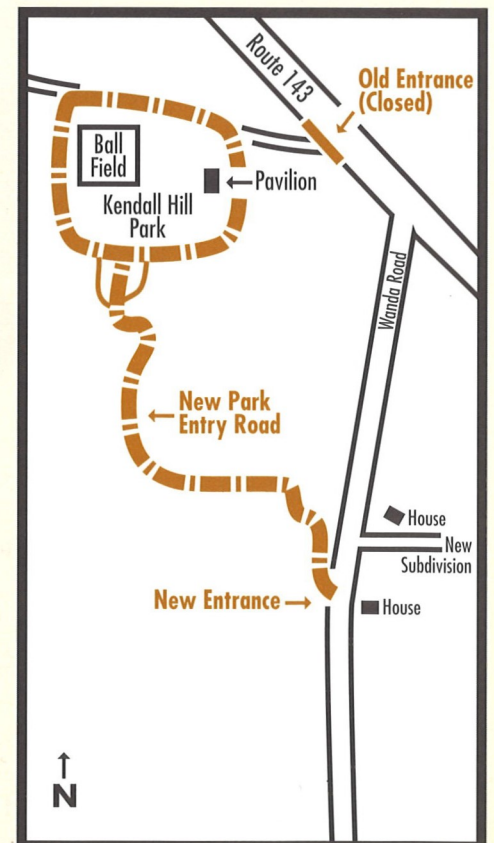 Route 143
Old Entrance
(Closed)
Ball
Field
Pavilion
Kendall Hill
Park
Wanda Road
New Park
Entry Road
House
New
Subdivision
New Entrance
House
N